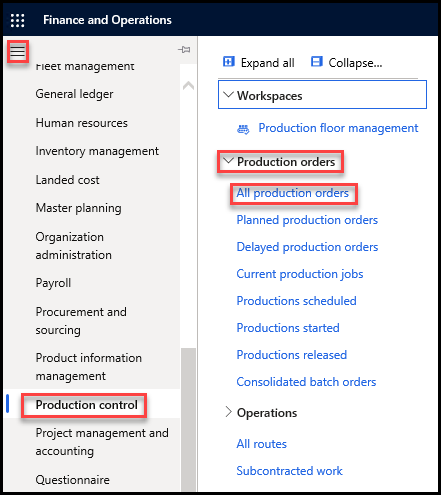 Finance and Operations
Fleet management
General ledger
Human resources
Inventory management
Landed cost
Master planning
Organization
administration
Payroll
Procurement and
sourcing
Product information
management
Production control
Project management and
accounting
Questionnaire
Expand all
Collapse...
Workspaces
Production floor management
Production orders
All production orders
Planned production orders
Delayed production orders
Current production jobs
Productions scheduled
Productions started
Productions released
Consolidated batch orders
Operations
All routes
Subcontracted work